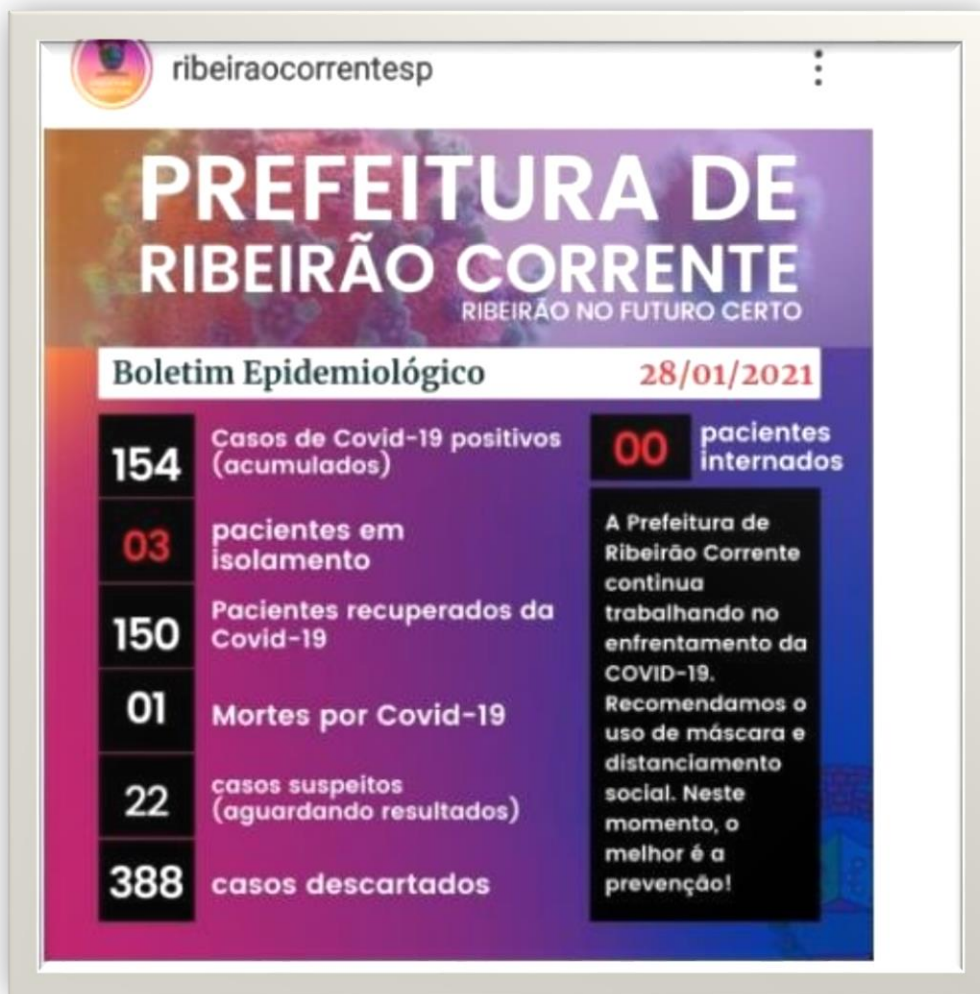 ribeiraocorrentesp
PREFEITURA DE
RIBEIRÃO CORRENTE
RIBEIRÃO NO FUTURO CERTO
Boletim Epidemiológico 28/01/2021
154 Casos de Covid-19 positivos
(acumulados)
03 pacientes em
isolamento
150 Pacientes recuperados da
Covid-19
01 Mortes por Covid-19
22 casos suspeitos
(aguardando resultados)
388 casos descartados
00 pacientes
internados
A Prefeitura de
Ribeirão Corrente
continua
trabalhando no
enfrentamento da
COVID-19.
Recomendamos o
uso de máscara e
distanciamento
social. Neste
momento, o
melhor é a
prevenção!